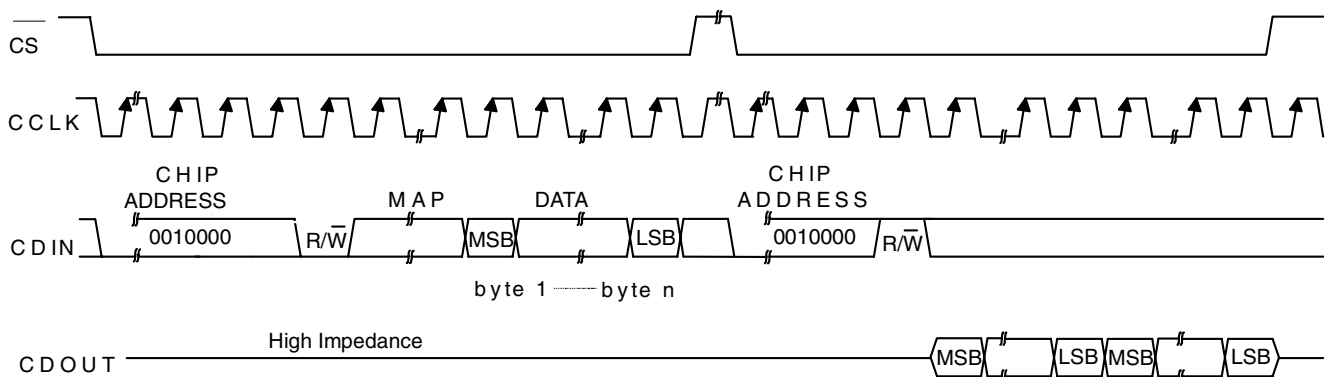 CS
CCLK
CHIP
ADDRESS
MAP
DATA
CHIP
ADDRESS
CDIN
0010000
R/W
MSB
LSB
0010000
R/W
byte 1 byte n
High Impedance
CDOUT
MSB
LSB
MSB
LSB